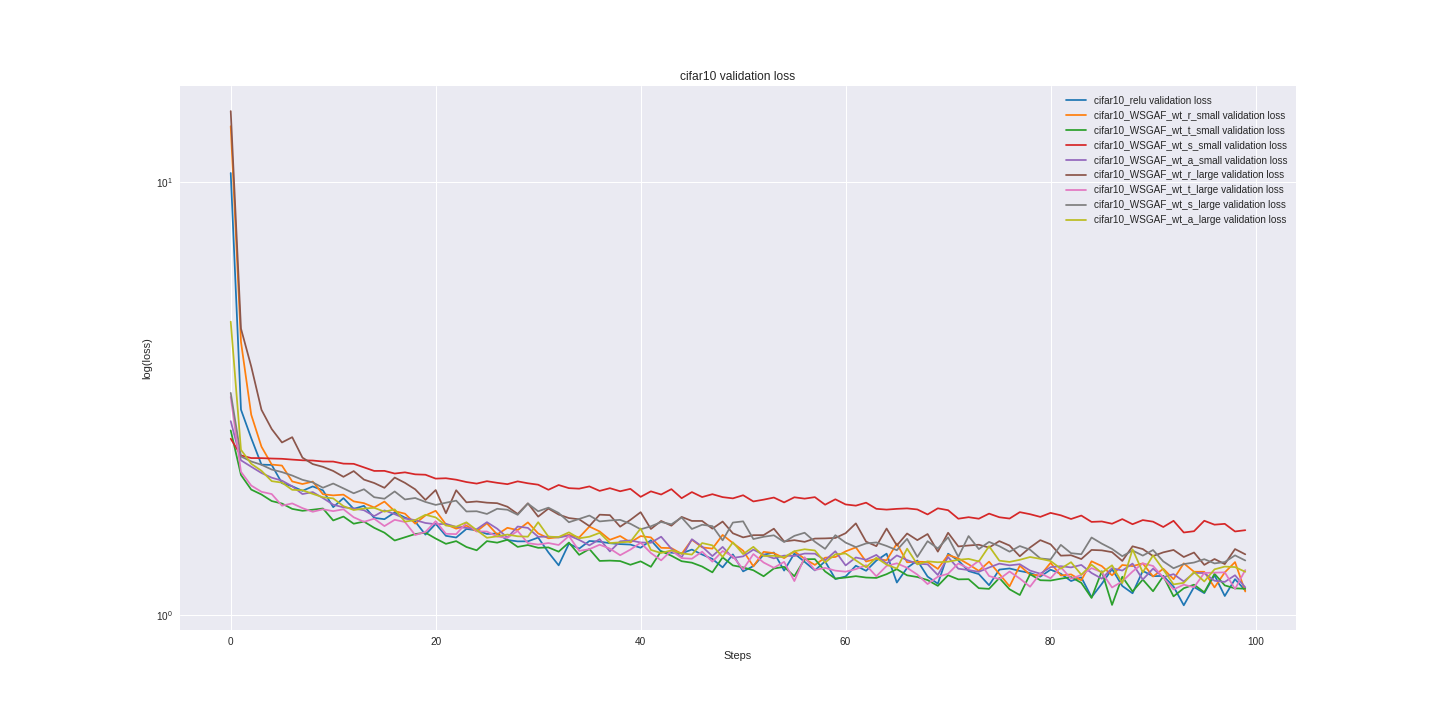 cifar10 validation loss
cifar10_relu validation loss
cifar10_WSGAF_wt_r_small validation loss
cifar10_WSGAF_wt_t_small validation loss
cifar10_WSGAF_wt_s_small validation loss
cifar10_WSGAF_wt_a_small validation loss
cifar10_WSGAF_wt_r_large validation loss
cifar10_WSGAF_wt_t_large validation loss
cifar10_WSGAF_wt_s_large validation loss
cifar10_WSGAF_wt_a_large validation loss
10¹
log(loss)
10⁰
0 20 40 60 80 100
Steps